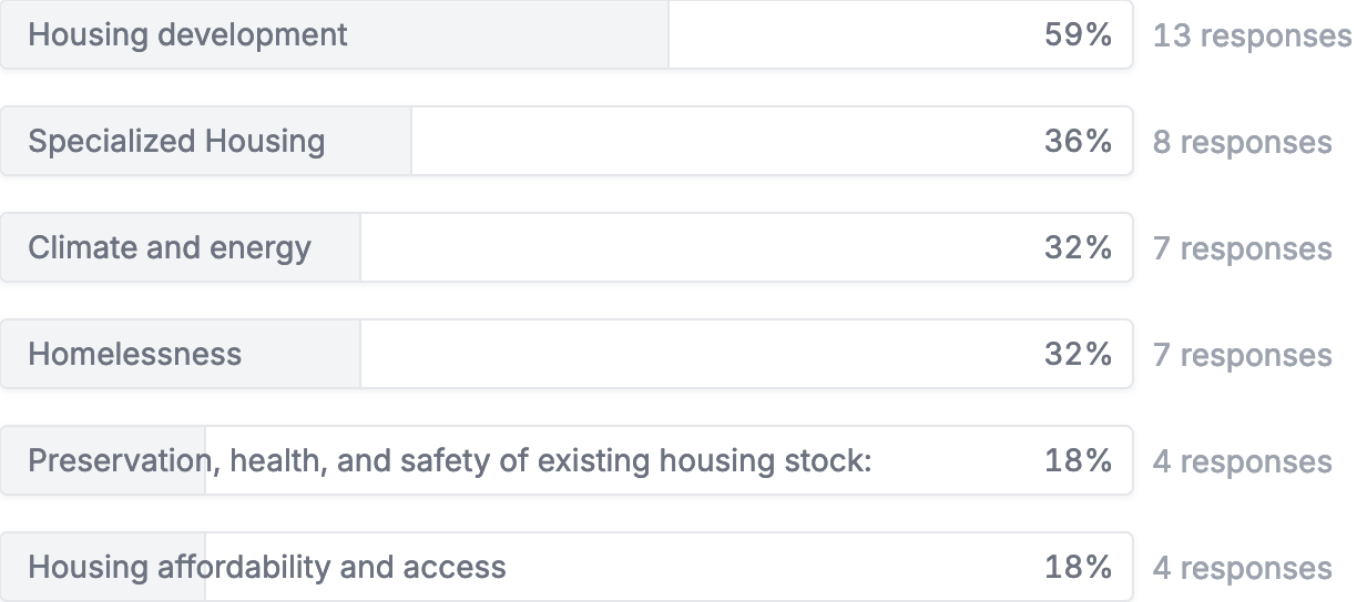 Housing development 59% 13 responses
Specialized Housing 36% 8 responses
Climate and energy 32% 7 responses
Homelessness 32% 7 responses
Preservation, health, and safety of existing housing stock: 18% 4 responses
Housing affordability and access 18% 4 responses